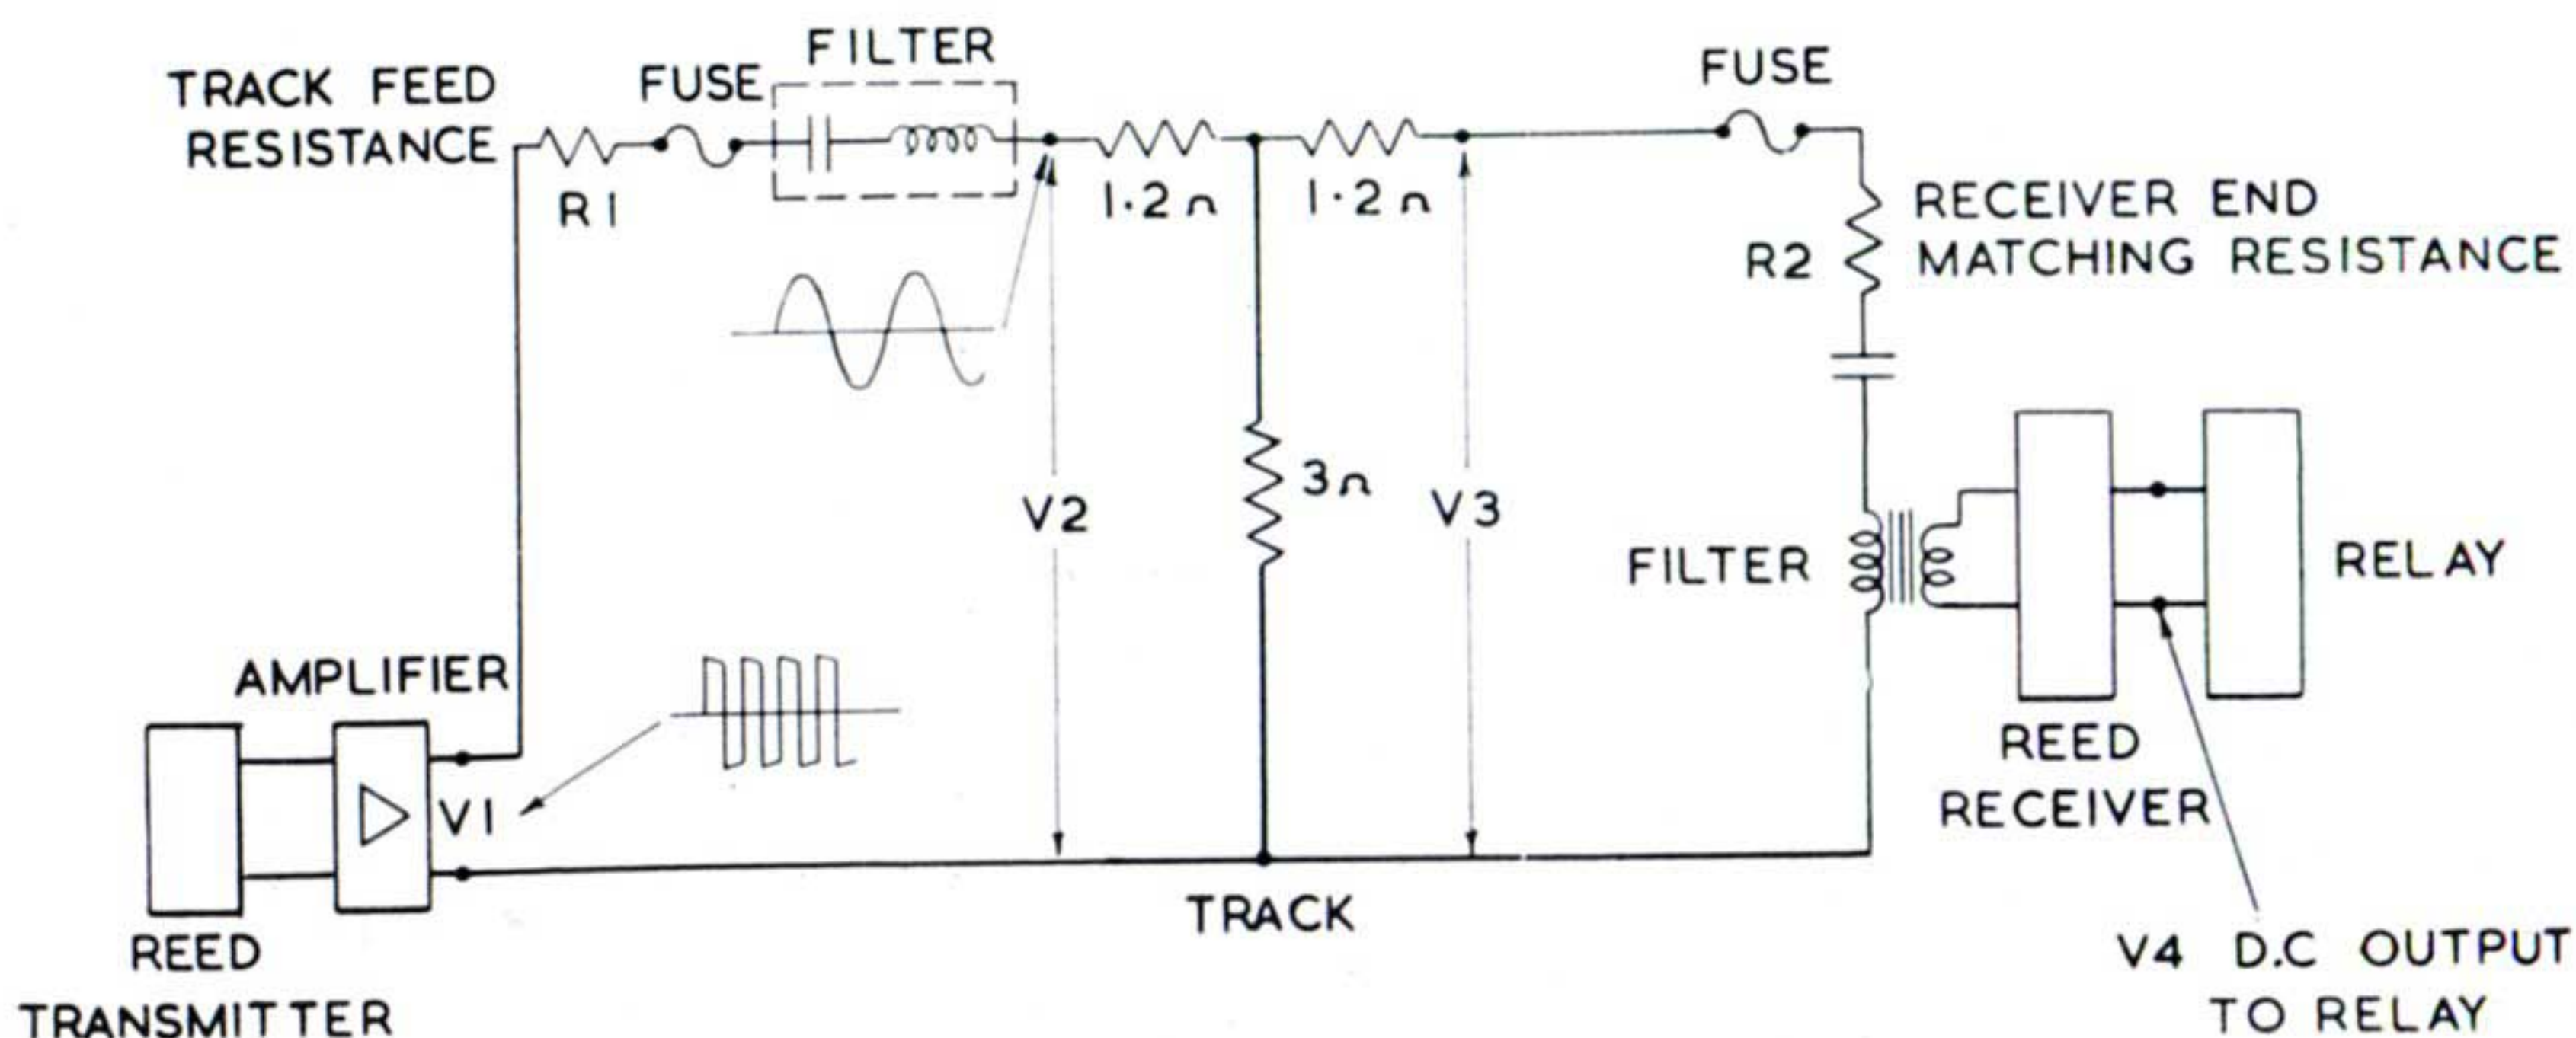 FILTER
TRACK FEED
RESISTANCE
FUSE
FUSE
R1
1·2 Ω
1·2 Ω
RECEIVER END
R2
MATCHING RESISTANCE
3Ω
V2
V3
FILTER
RELAY
AMPLIFIER
V1
REED
RECEIVER
TRACK
REED
TRANSMITTER
V4 D.C OUTPUT
TO RELAY